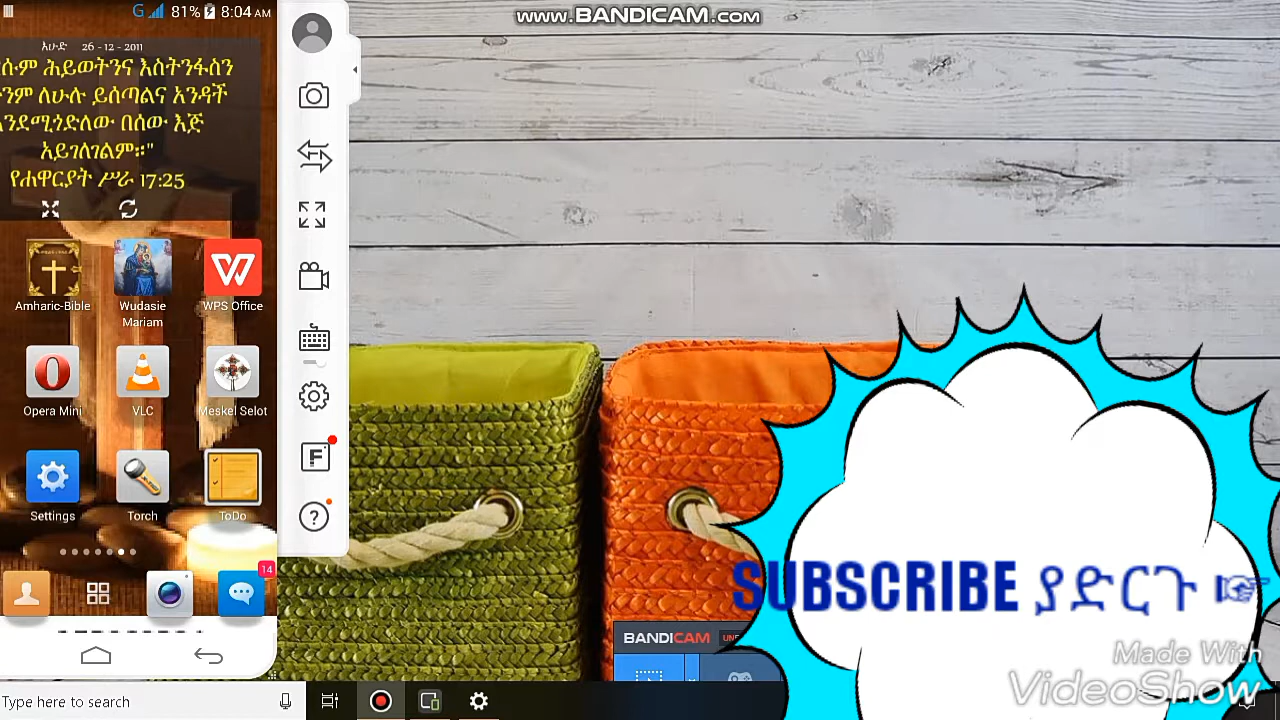 www.BANDICAM.com
G 81% 8:04 AM
እሁድ 26 - 12 - 2011
ሱም ሕይወትንና እስትንፋስን
ንም ለሁሉ ይሰጣልና አንዳች
እንደሚጎድለው በሰው እጅ
አይገለገልም።"
የሐዋርያት ሥራ 17:25
Amharic-Bible
Wudasie Mariam
WPS Office
Opera Mini
VLC
Meskel Selot
Settings
Torch
ToDo
14
F
?
SUBSCRIBE ያድርጉ
BANDICAM
Made With
VideoShow
Type here to search